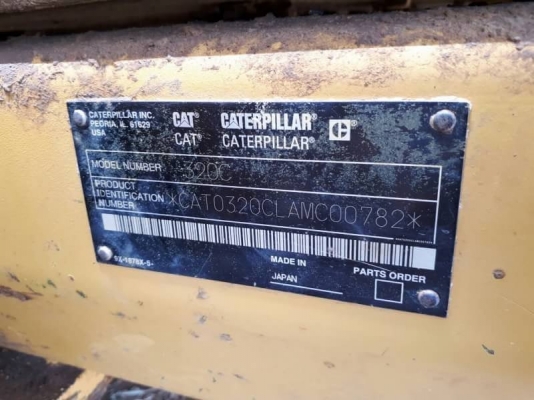 CATERPILLAR INC.
PEORIA, IL 61629
USA
CAT® CATERPILLAR® C
CAT® CATERPILLAR®
MODEL NUMBER 320C
PRODUCT
IDENTIFICATION
NUMBER *CAT0320CLAMC00782*
MADE IN
JAPAN
PARTS ORDER